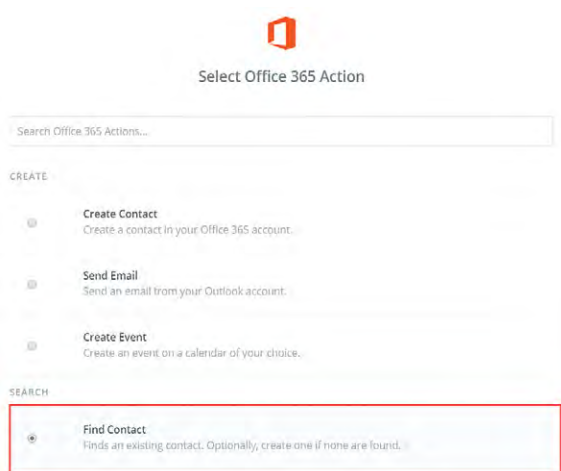 Select Office 365 Action
Search Office 365 Actions...
CREATE
Create Contact
Create a contact in your Office 365 account.
Send Email
Send an email from your Outlook account.
Create Event
Create an event on a calendar of your choice.
SEARCH
Find Contact
Finds an existing contact. Optionally, create one if none are found.